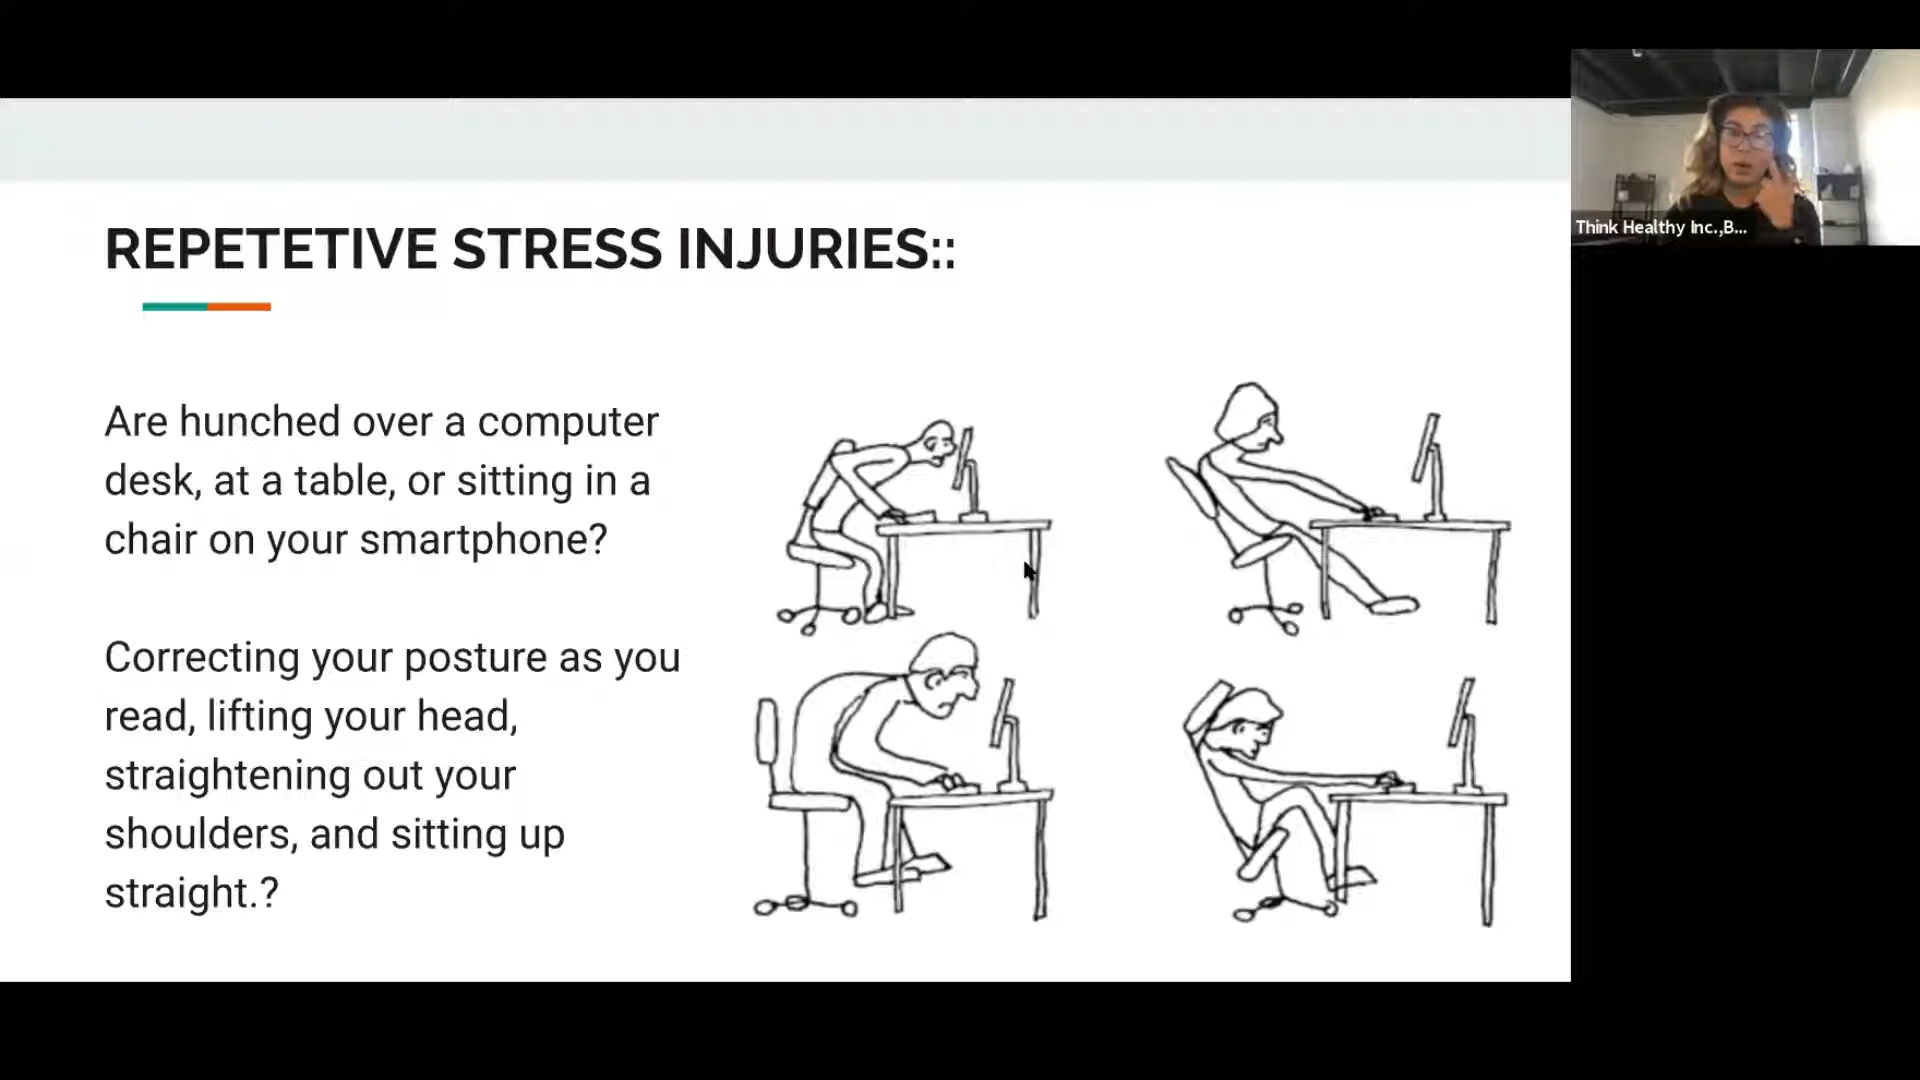 REPETETIVE STRESS INJURIES::
Are hunched over a computer
desk, at a table, or sitting in a
chair on your smartphone?
Correcting your posture as you
read, lifting your head,
straightening out your
shoulders, and sitting up
straight.?
Think Healthy Inc.,B...